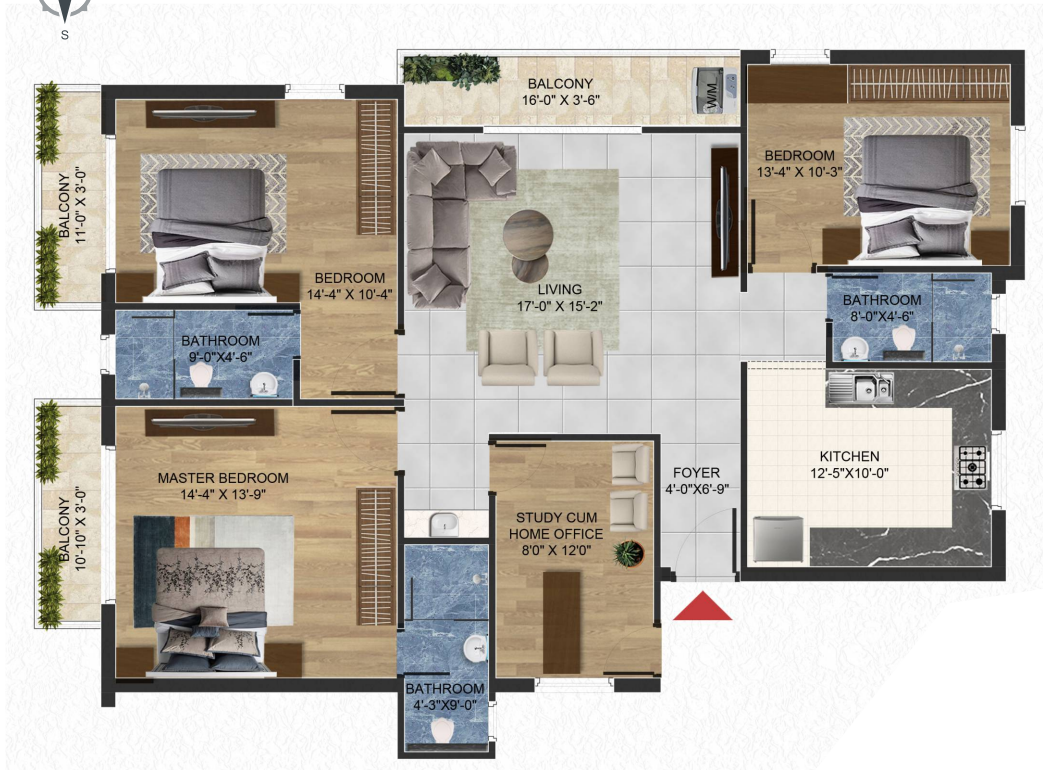 S
BALCONY
16'-0" X 3'-6"
W/M
BALCONY
11'-0" X 3'-0"
BEDROOM
14'-4" X 10'-4"
BEDROOM
13'-4" X 10'-3"
LIVING
17'-0" X 15'-2"
BATHROOM
9'-0"X4'-6"
BATHROOM
8'-0"X4'-6"
BALCONY
10'-10" X 3'-0"
MASTER BEDROOM
14'-4" X 13'-9"
STUDY CUM
HOME OFFICE
8'0" X 12'0"
FOYER
4'-0"X6'-9"
KITCHEN
12'-5"X10'-0"
BATHROOM
4'-3"X9'-0"